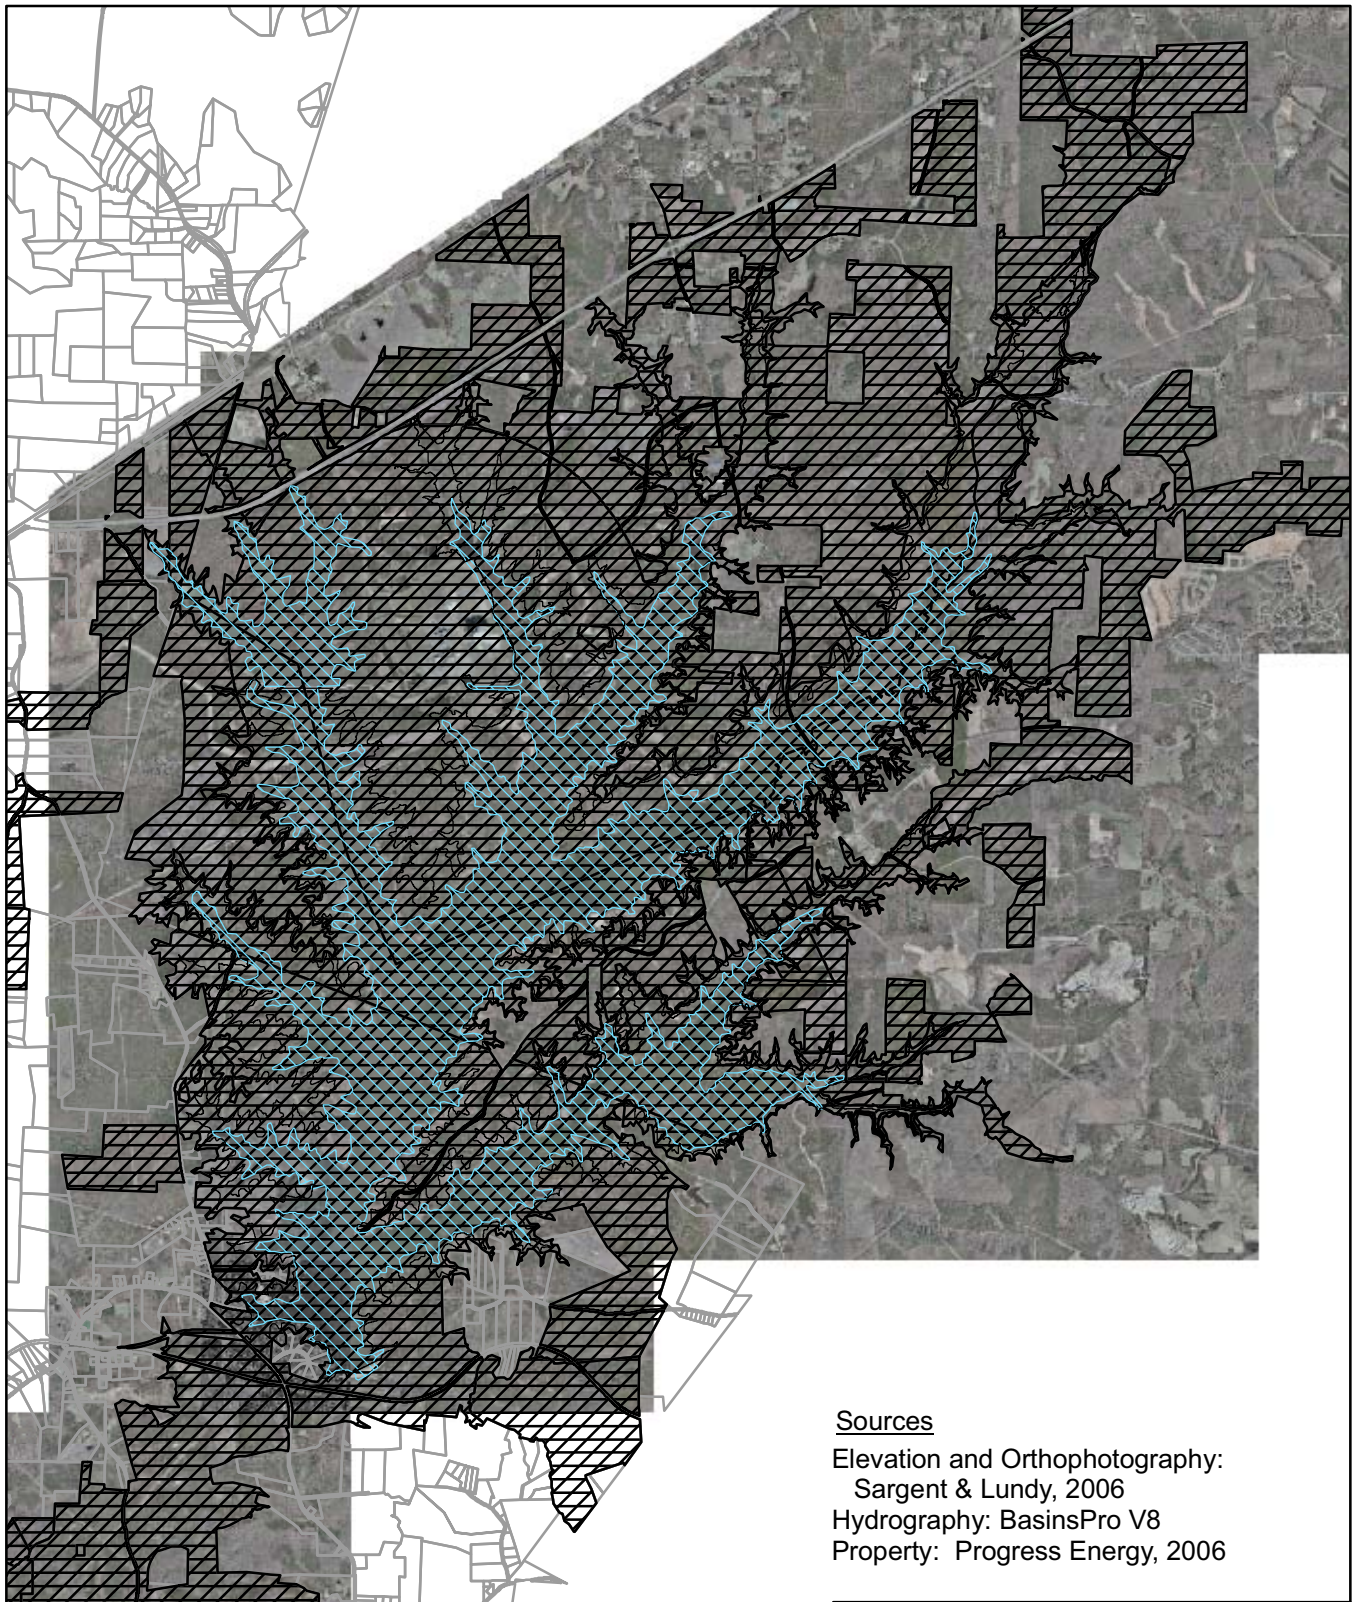 Sources
Elevation and Orthophotography:
Sargent & Lundy, 2006
Hydrography: BasinsPro V8
Property: Progress Energy, 2006